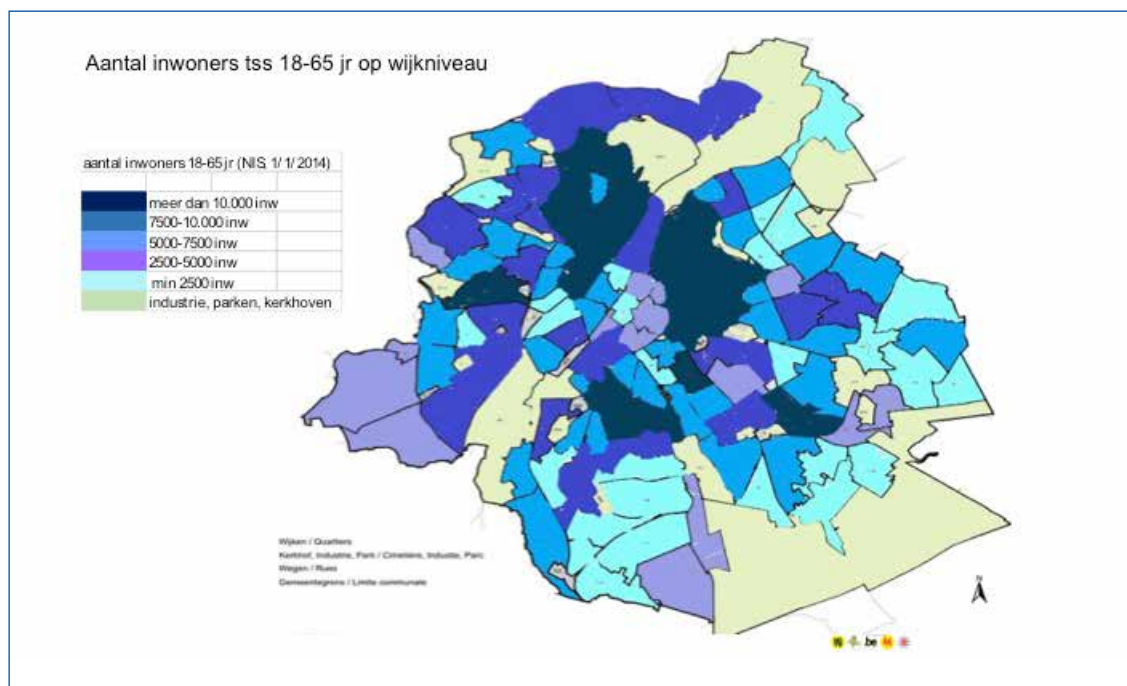 Aantal inwoners tss 18-65 jr op wijkniveau
aantal inwoners 18-65 jr (NIS, 1/ 1/ 2014)
meer dan 10.000 inw
7500-10.000 inw
5000-7500 inw
2500-5000 inw
min 2500 inw
industrie, parken, kerkhoven
Wijken / Quartiers
Kerkhof, Industrie, Park / Cimetière, Industie, Parc
Wegen / Rues
Gemeentegrens / Limite communale
N
.be